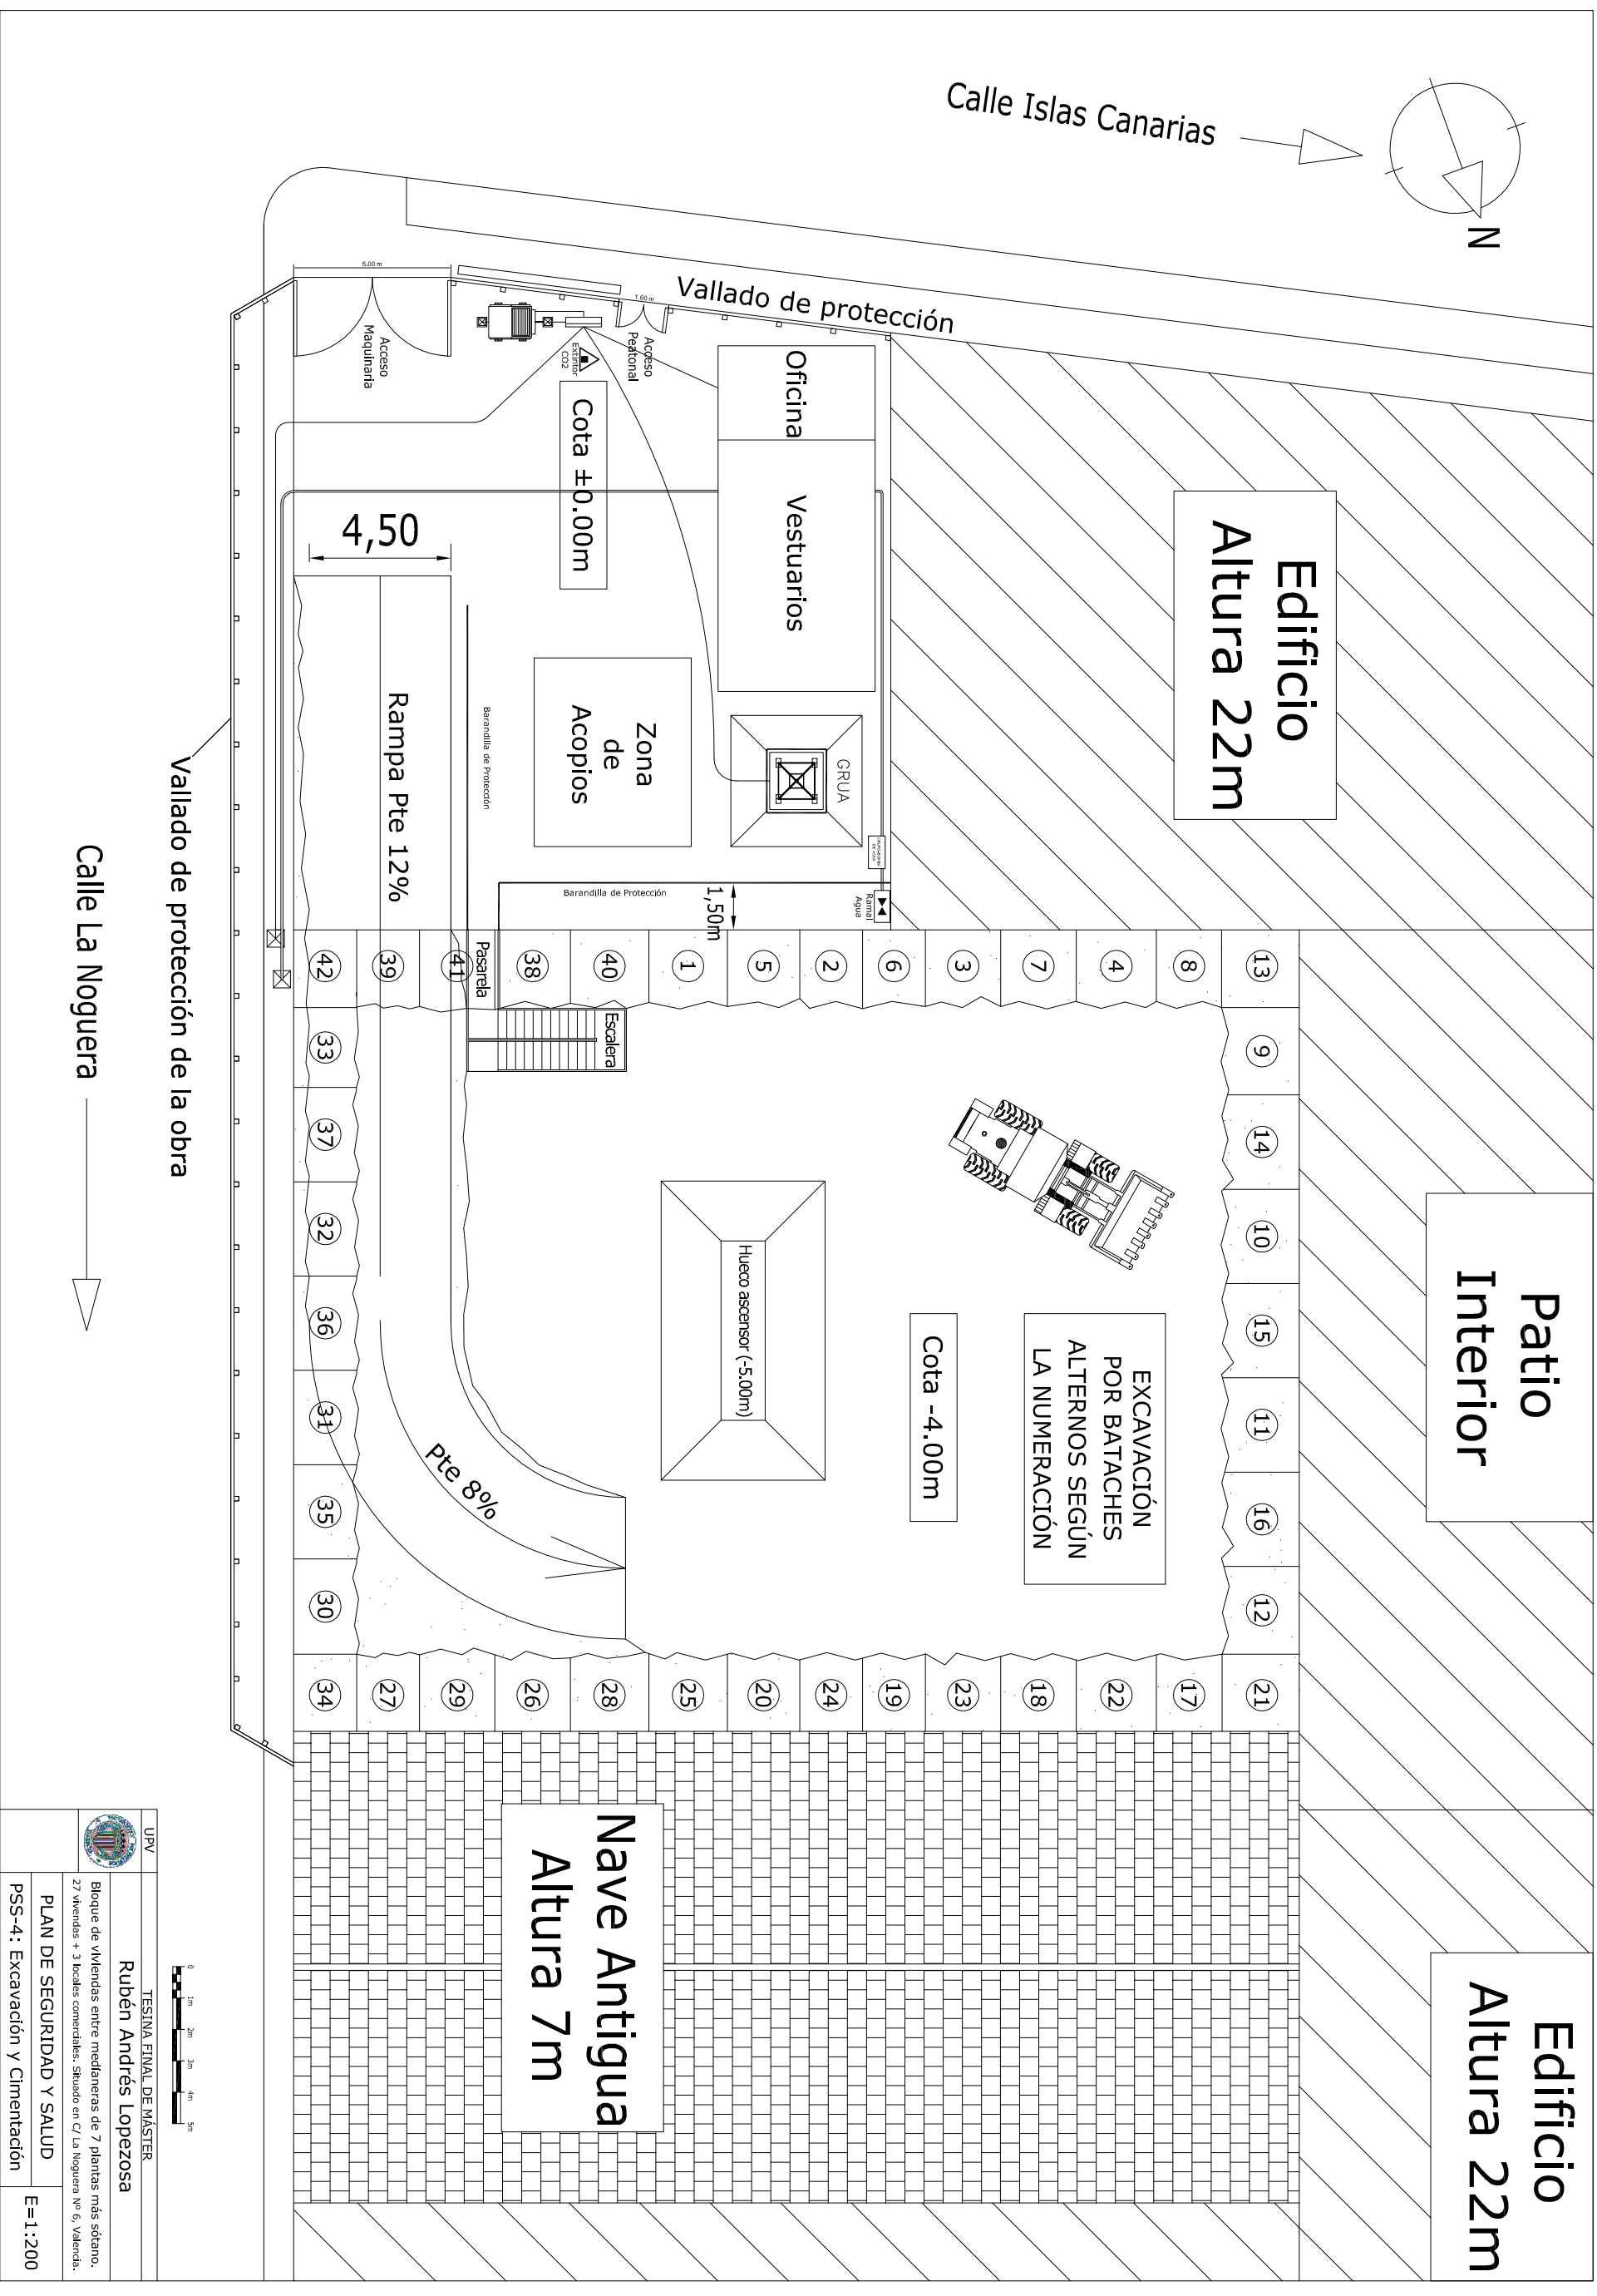 Calle Islas Canarias
N
Vallado de protección
5.00 m
1.60 m
Acceso
Maquinaria
Acceso
Peatonal
Extintor
CO2
Cota ±0.00m
Oficina
Vestuarios
Edificio
Altura 22m
4,50
Rampa Pte 12%
Barandilla de Protección
Zona
de
Acopios
GRUA
Ramal
Agua
Barandilla de Protección
1,50m
Vallado de protección de la obra
Calle La Noguera
Pasarela
Escalera
42
39
41
38
40
1
5
2
6
3
7
4
8
13
33
37
32
36
31
35
30
9
14
10
15
11
16
12
Hueco ascensor (-5.00m)
Cota -4.00m
EXCAVACIÓN
POR BATACHES
ALTERNOS SEGÚN
LA NUMERACIÓN
Pte 8%
Patio
Interior
34
27
29
26
28
25
20
24
19
23
18
22
17
21
Nave Antigua
Altura 7m
Edificio
Altura 22m
0 1m 2m 3m 4m 5m
UPV
TESINA FINAL DE MÁSTER
Rubén Andrés Lopezosa
Bloque de viviendas entre medianeras de 7 plantas más sótano.
27 viviendas + 3 locales comerciales. Situado en C/ La Noguera Nº 6, Valencia.
PLAN DE SEGURIDAD Y SALUD
PSS-4: Excavación y Cimentación
E=1:200